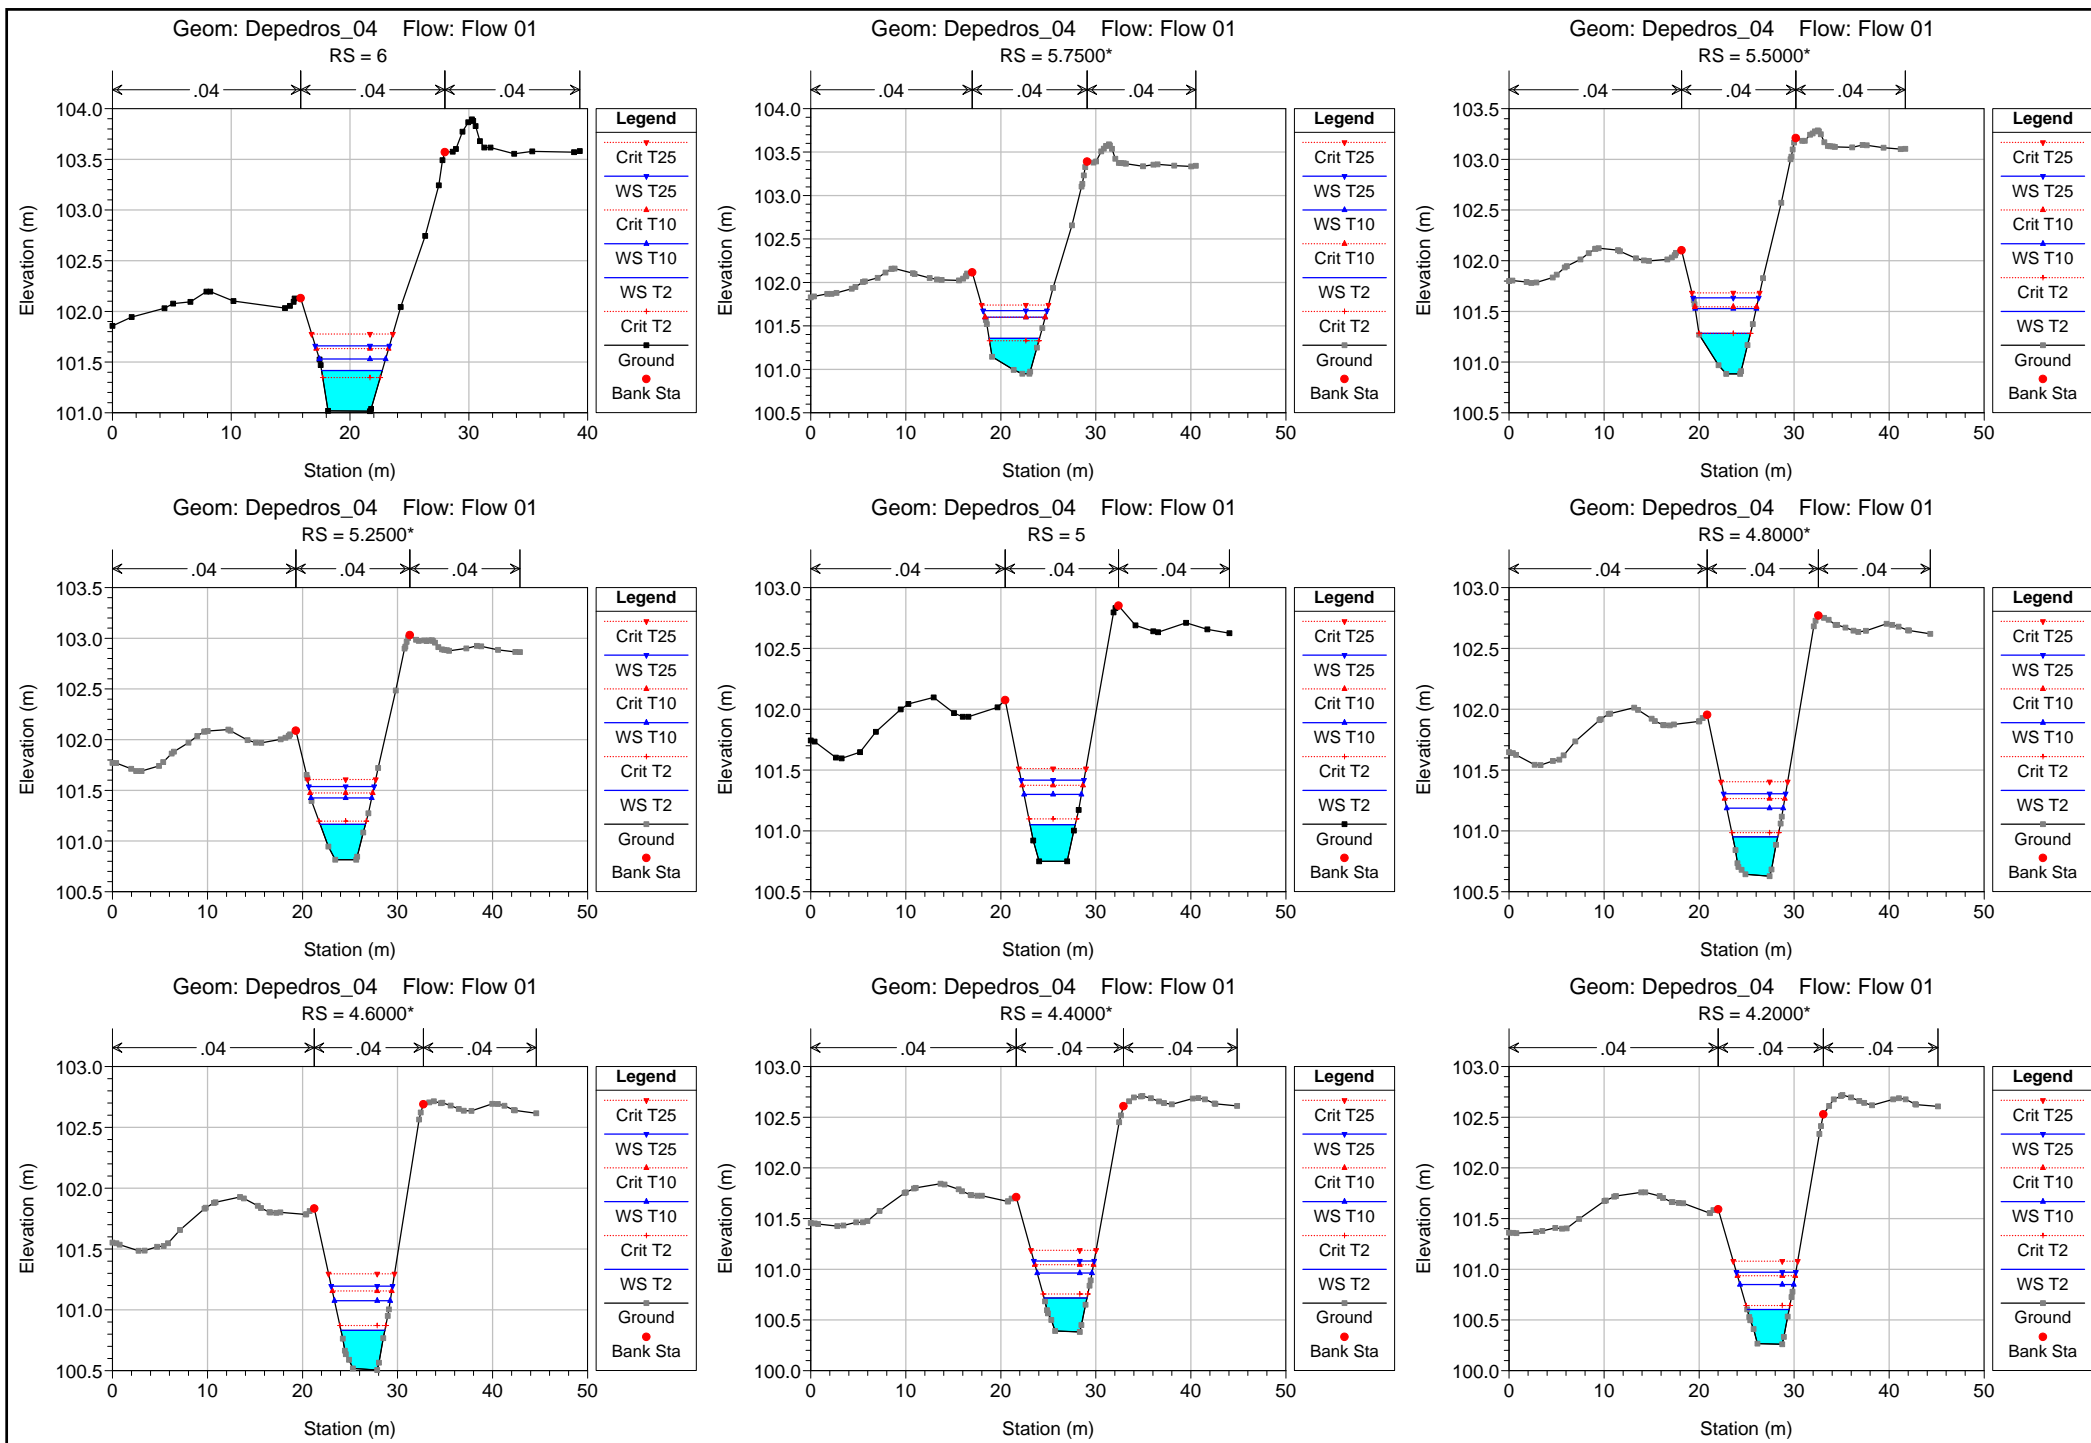 Geom: Depedros_04 Flow: Flow 01
RS = 6
.04 .04 .04
104.0
103.5
103.0
102.5
102.0
101.5
101.0
0 10 20 30 40
Elevation (m)
Station (m)
Legend
Crit T25
WS T25
Crit T10
WS T10
WS T2
Crit T2
Ground
Bank Sta
Geom: Depedros_04 Flow: Flow 01
RS = 5.7500*
.04 .04 .04
104.0
103.5
103.0
102.5
102.0
101.5
101.0
100.5
0 10 20 30 40 50
Elevation (m)
Station (m)
Legend
Crit T25
WS T25
WS T10
Crit T10
WS T2
Crit T2
Ground
Bank Sta
Geom: Depedros_04 Flow: Flow 01
RS = 5.5000*
.04 .04 .04
103.5
103.0
102.5
102.0
101.5
101.0
100.5
0 10 20 30 40 50
Elevation (m)
Station (m)
Legend
Crit T25
WS T25
Crit T10
WS T10
Crit T2
WS T2
Ground
Bank Sta
Geom: Depedros_04 Flow: Flow 01
RS = 5.2500*
.04 .04 .04
103.5
103.0
102.5
102.0
101.5
101.0
100.5
0 10 20 30 40 50
Elevation (m)
Station (m)
Legend
Crit T25
WS T25
Crit T10
WS T10
Crit T2
WS T2
Ground
Bank Sta
Geom: Depedros_04 Flow: Flow 01
RS = 5
.04 .04 .04
103.0
102.5
102.0
101.5
101.0
100.5
0 10 20 30 40 50
Elevation (m)
Station (m)
Legend
Crit T25
WS T25
Crit T10
WS T10
Crit T2
WS T2
Ground
Bank Sta
Geom: Depedros_04 Flow: Flow 01
RS = 4.8000*
.04 .04 .04
103.0
102.5
102.0
101.5
101.0
100.5
0 10 20 30 40 50
Elevation (m)
Station (m)
Legend
Crit T25
WS T25
Crit T10
WS T10
Crit T2
WS T2
Ground
Bank Sta
Geom: Depedros_04 Flow: Flow 01
RS = 4.6000*
.04 .04 .04
103.0
102.5
102.0
101.5
101.0
100.5
0 10 20 30 40 50
Elevation (m)
Station (m)
Legend
Crit T25
WS T25
Crit T10
WS T10
Crit T2
WS T2
Ground
Bank Sta
Geom: Depedros_04 Flow: Flow 01
RS = 4.4000*
.04 .04 .04
103.0
102.5
102.0
101.5
101.0
100.5
100.0
0 10 20 30 40 50
Elevation (m)
Station (m)
Legend
Crit T25
WS T25
Crit T10
WS T10
Crit T2
WS T2
Ground
Bank Sta
Geom: Depedros_04 Flow: Flow 01
RS = 4.2000*
.04 .04 .04
103.0
102.5
102.0
101.5
101.0
100.5
100.0
0 10 20 30 40 50
Elevation (m)
Station (m)
Legend
Crit T25
WS T25
Crit T10
WS T10
Crit T2
WS T2
Ground
Bank Sta